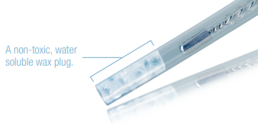 A non-toxic, water
soluble wax plug.